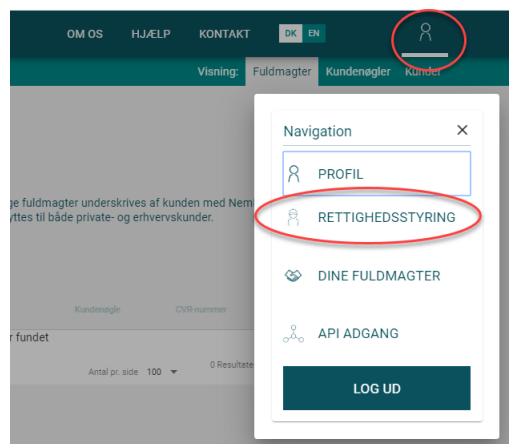 OM OS HJÆLP KONTAKT DK EN
Visning: Fuldmagter Kundenøgler Kunder
Navigation
PROFIL
ge fuldmagter underskrives af kunden med Nem
yttes til både private- og erhvervskunder.
RETTIGHEDSSTYRING
DINE FULDMAGTER
Kundenøgle CVR-nummer
r fundet
API ADGANG
Antal pr. side 100 0 Resultate
LOG UD